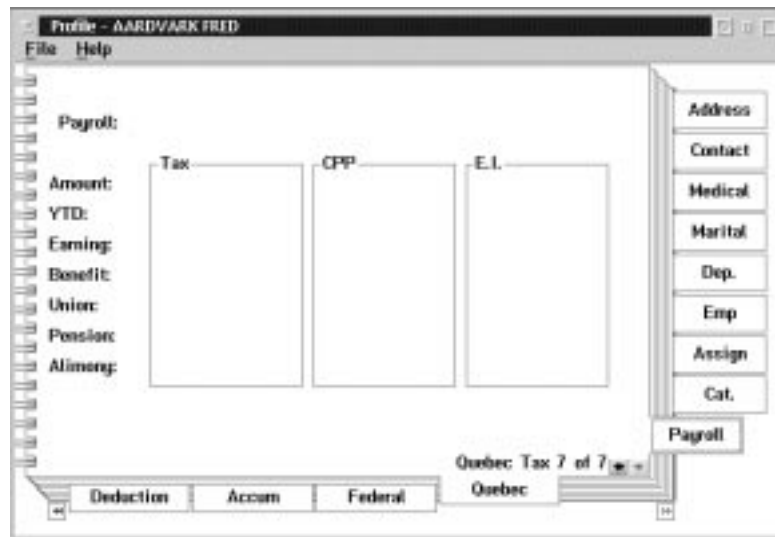 Profile - AARDVARK FRED
File Help
Payroll:
Tax CPP E.I.
Amount:
YTD:
Earning:
Benefit:
Union:
Pension:
Alimony:
Quebec Tax 7 of 7
Address
Contact
Medical
Marital
Dep.
Emp
Assign
Cat.
Payroll
Deduction Accum Federal Quebec